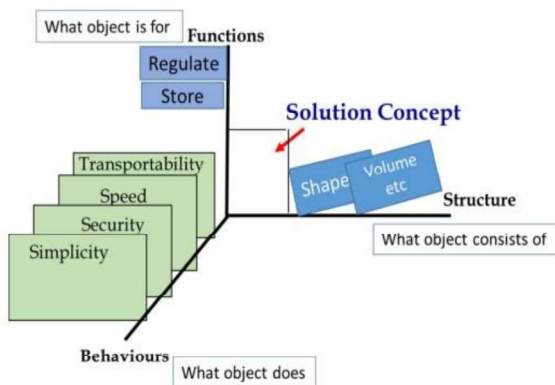 What object is for
Functions
Regulate
Store
Solution Concept
Transportability
Speed
Security
Simplicity
Shape
Volume
etc
Structure
What object consists of
Behaviours
What object does